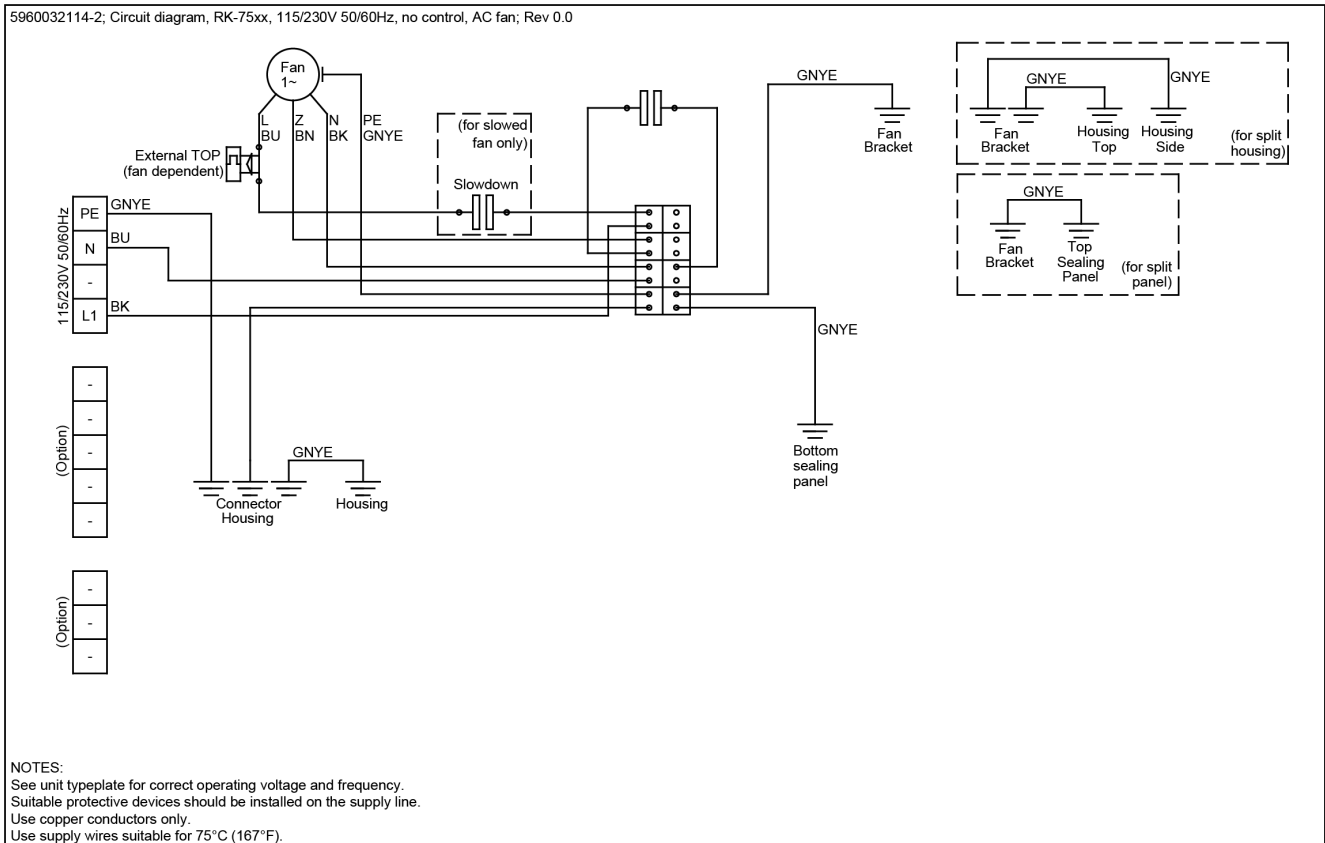 5960032114-2; Circuit diagram, RK-75xx, 115/230V 50/60Hz, no control, AC fan; Rev 0.0
Fan
1~
L
BU
Z
BN
N
BK
PE
GNYE
External TOP
(fan dependent)
(for slowed
fan only)
Slowdown
GNYE
Fan
Bracket
GNYE
GNYE
Fan
Bracket
Housing
Top
Housing
Side
(for split
housing)
GNYE
Fan
Bracket
Top
Sealing
Panel
(for split
panel)
115/230V 50/60Hz
PE
GNYE
N
BU
-
L1
BK
GNYE
Bottom
sealing
panel
(Option)
-
-
-
-
-
GNYE
Connector
Housing
Housing
(Option)
-
-
-
NOTES:
See unit typeplate for correct operating voltage and frequency.
Suitable protective devices should be installed on the supply line.
Use copper conductors only.
Use supply wires suitable for 75°C (167°F).